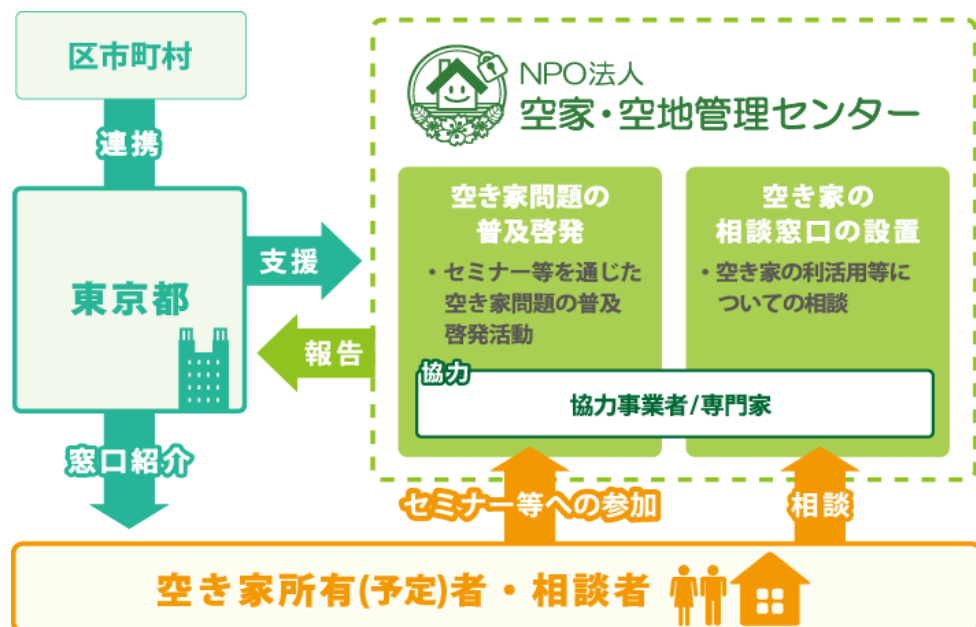 区市町村
連携
東京都
支援
報告
窓口紹介
NPO法人
空家・空地管理センター
空き家問題の
普及啓発
・セミナー等を通じた
空き家問題の普及
啓発活動
空き家の
相談窓口の設置
・空き家の利活用等に
ついての相談
協力
協力事業者/専門家
セミナー等への参加
相談
空き家所有(予定)者・相談者